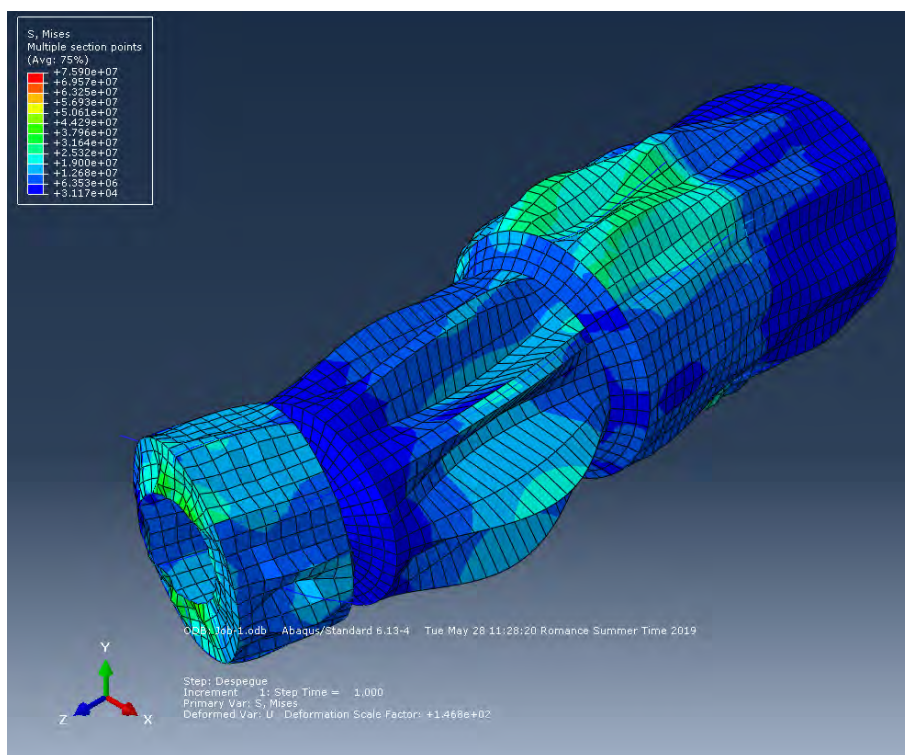 S, Mises
Multiple section points
(Avg: 75%)
+7.590e+07
+6.957e+07
+6.325e+07
+5.693e+07
+5.061e+07
+4.429e+07
+3.796e+07
+3.164e+07
+2.532e+07
+1.900e+07
+1.268e+07
+6.353e+06
+3.117e+04
ODB: Job-1.odb Abaqus/Standard 6.13-4 Tue May 28 11:28:20 Romance Summer Time 2019
Y
Z
X
Step: Despegue
Increment 1: Step Time = 1.000
Primary Var: S, Mises
Deformed Var: U Deformation Scale Factor: +1.468e+02